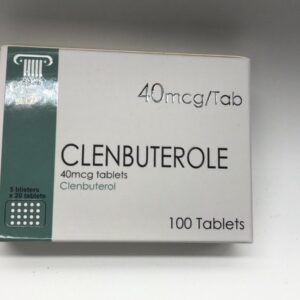 40mcg/Tab
CLENBUTEROLE
40mcg tablets
Clenbuterol
5 blisters
x 20 tablets
100 Tablets